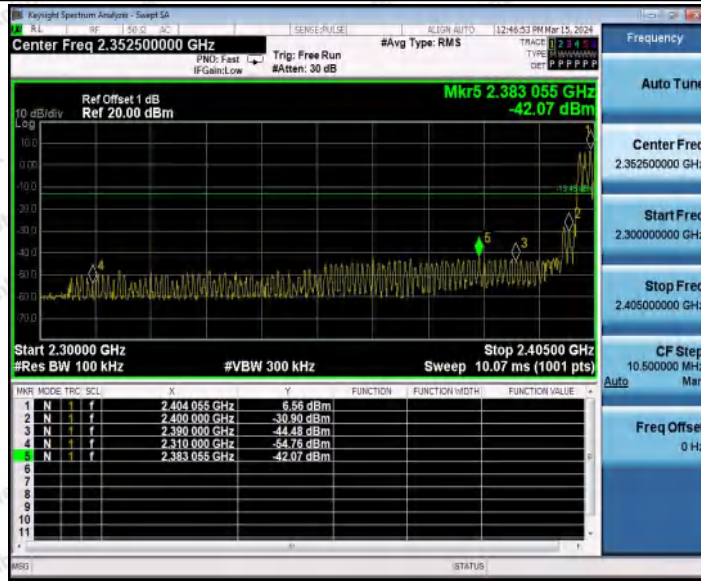 Keysight Spectrum Analyzer - Swept SA
RL RF 50 Ω AC SENSE:PULSE ALIGN AUTO 12:46:53 PM Mar 15, 2024
Center Freq 2.352500000 GHz
#Avg Type: RMS
TRACE 1 2 3 4 5 6
TYPE
DET P P P P P P
PNO: Fast
IFGain:Low
Trig: Free Run
#Atten: 30 dB
Mkr5 2.383 055 GHz
-42.07 dBm
10 dB/div
Log
Ref Offset 1 dB
Ref 20.00 dBm
10.0
0.00
-10.0
-20.0
-30.0
-40.0
-50.0
-60.0
-70.0
1
2
3
4
5
Start 2.30000 GHz
Stop 2.40500 GHz
#Res BW 100 kHz #VBW 300 kHz Sweep 10.07 ms (1001 pts)
MKR MODE TRC SCL X Y FUNCTION FUNCTION WIDTH FUNCTION VALUE
1 N 1 f 2.404 055 GHz 6.56 dBm
2 N 1 f 2.400 000 GHz -30.90 dBm
3 N 1 f 2.390 000 GHz -44.48 dBm
4 N 1 f 2.310 000 GHz -54.76 dBm
5 N 1 f 2.383 055 GHz -42.07 dBm
6
7
8
9
10
11
MSG STATUS
Frequency
Auto Tune
Center Freq
2.352500000 GHz
Start Freq
2.300000000 GHz
Stop Freq
2.405000000 GHz
CF Step
10.500000 MHz
Auto Man
Freq Offset
0 Hz